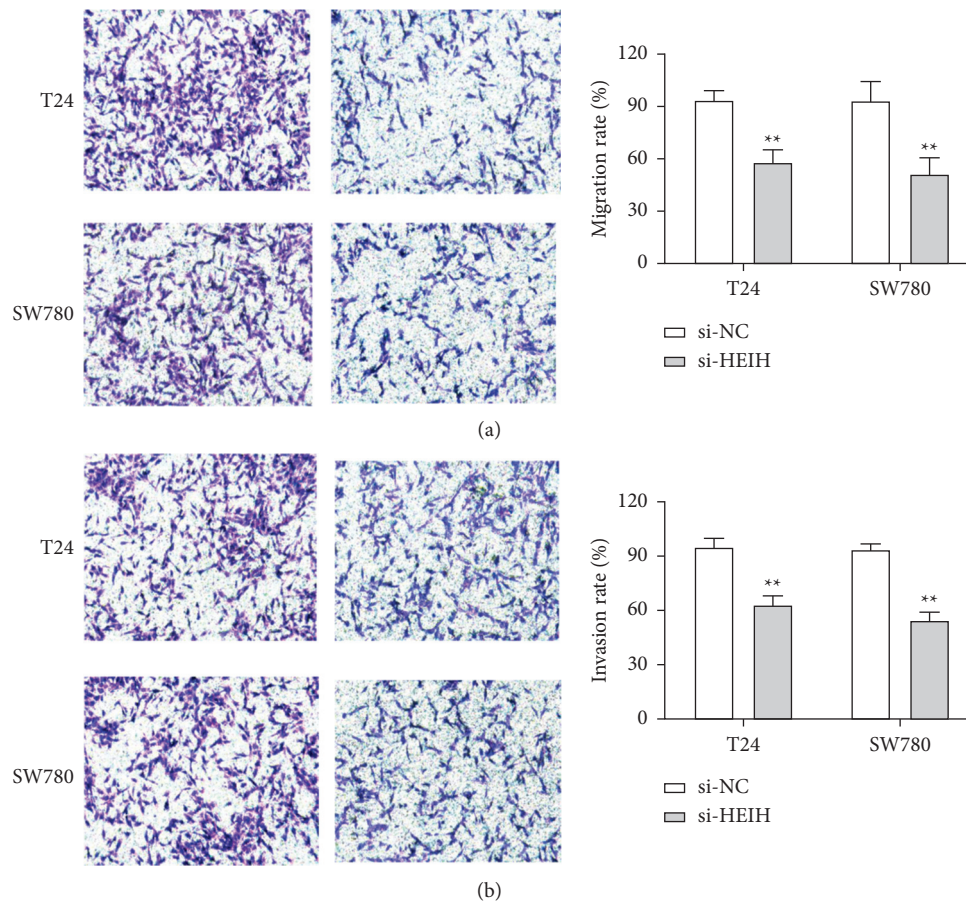 T24
SW780
Migration rate (%)
120
90
60
30
0
**
**
T24
SW780
si-NC
si-HEIH
(a)
T24
SW780
Invasion rate (%)
120
90
60
30
0
**
**
T24
SW780
si-NC
si-HEIH
(b)